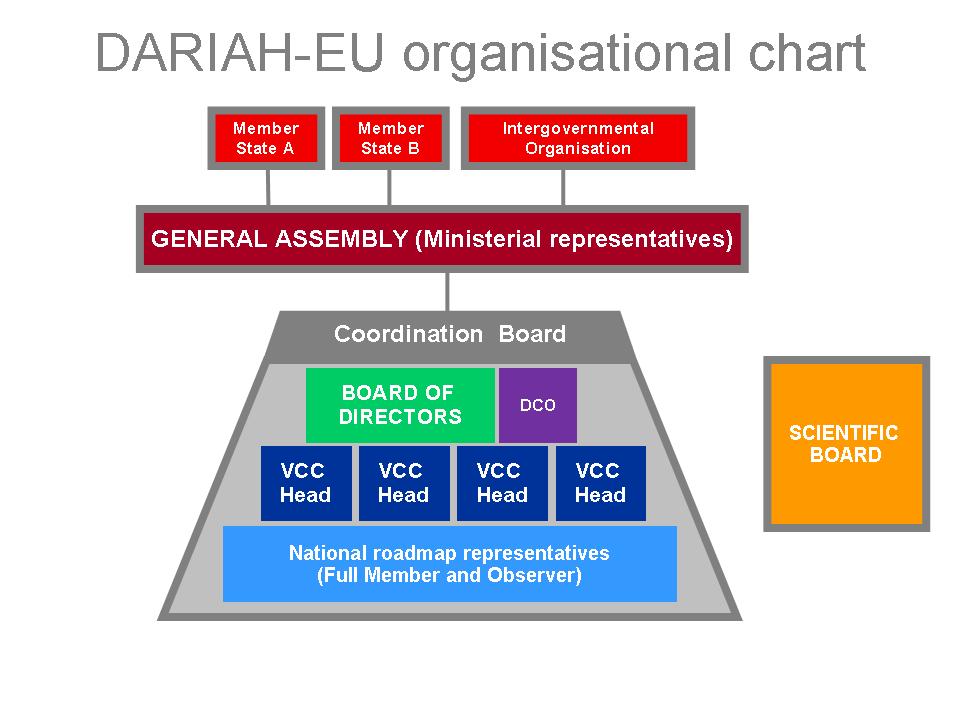 DARIAH-EU organisational chart
Member
State A
Member
State B
Intergovernmental
Organisation
GENERAL ASSEMBLY (Ministerial representatives)
Coordination Board
BOARD OF
DIRECTORS
DCO
VCC
Head
VCC
Head
VCC
Head
VCC
Head
National roadmap representatives
(Full Member and Observer)
SCIENTIFIC
BOARD